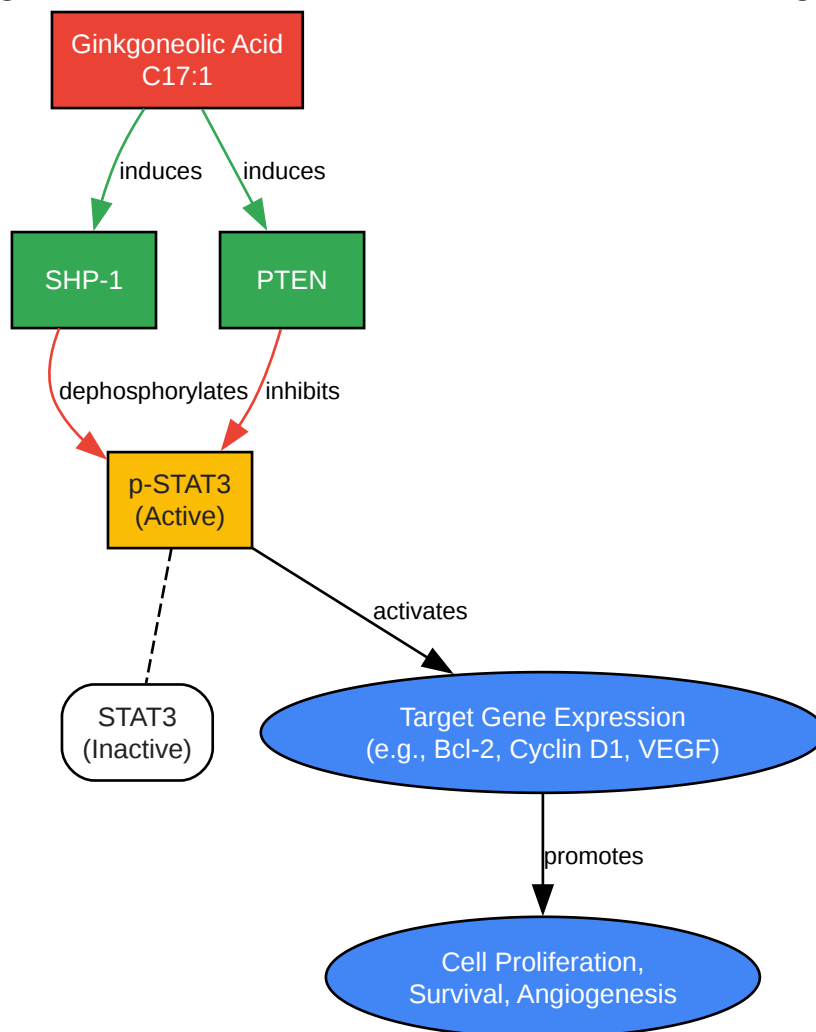 Ginkgoneolic Acid
C17:1
induces
induces
SHP-1
PTEN
dephosphorylates
inhibits
p-STAT3
(Active)
activates
STAT3
(Inactive)
Target Gene Expression
(e.g., Bcl-2, Cyclin D1, VEGF)
promotes
Cell Proliferation,
Survival, Angiogenesis